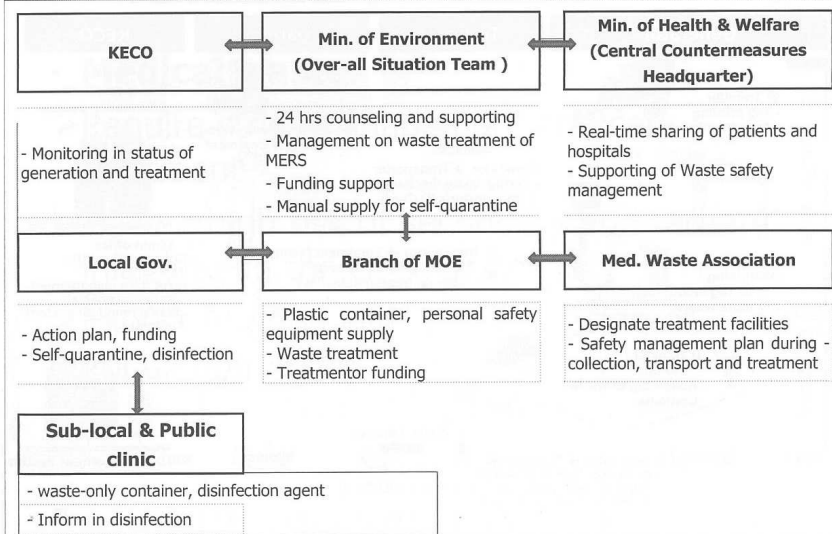 KECO
Min. of Environment
(Over-all Situation Team )
Min. of Health & Welfare
(Central Countermeasures
Headquarter)
- Monitoring in status of
generation and treatment
- 24 hrs counseling and supporting
- Management on waste treatment of
MERS
- Funding support
- Manual supply for self-quarantine
- Real-time sharing of patients and
hospitals
- Supporting of Waste safety
management
Local Gov.
Branch of MOE
Med. Waste Association
- Action plan, funding
- Self-quarantine, disinfection
- Plastic container, personal safety
equipment supply
- Waste treatment
- Treatmentor funding
- Designate treatment facilities
- Safety management plan during -
collection, transport and treatment
Sub-local & Public
clinic
- waste-only container, disinfection agent
- Inform in disinfection